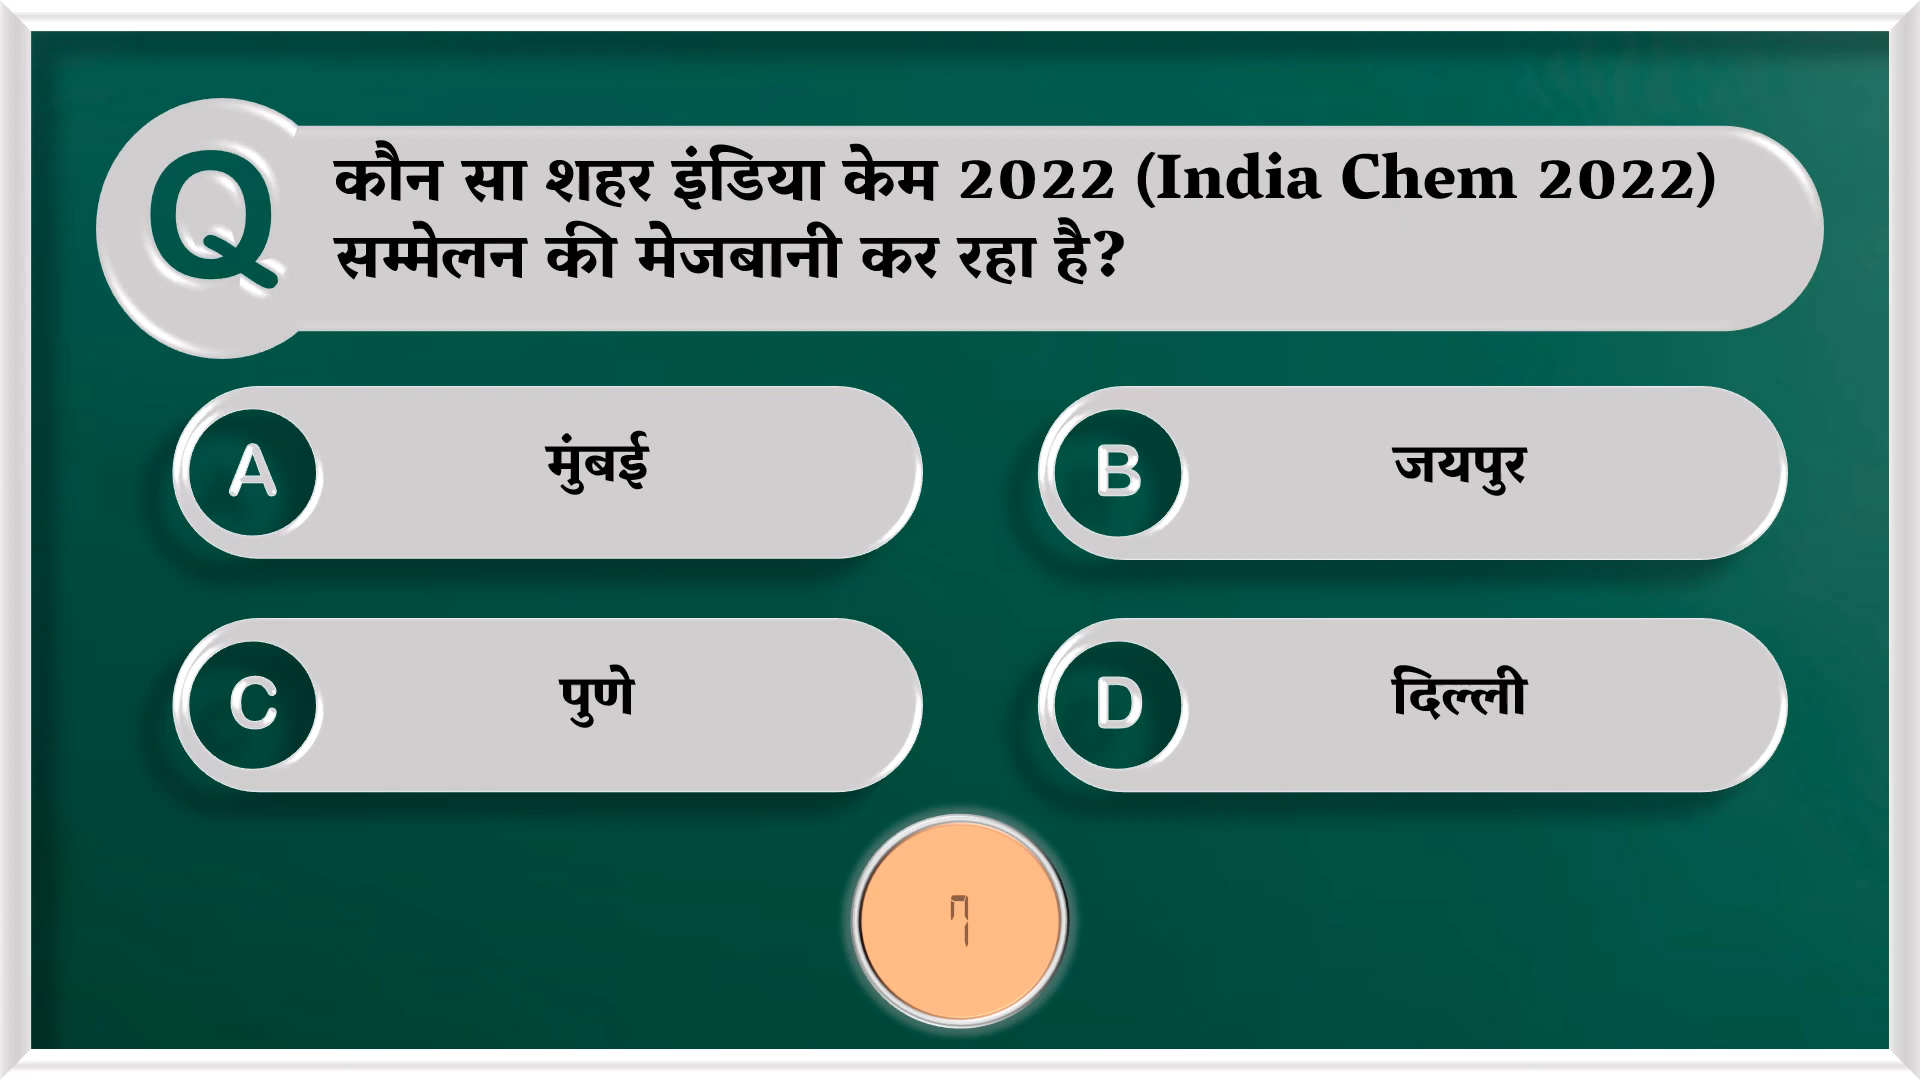 Q
कौन सा शहर इंडिया केम 2022 (India Chem 2022)
सम्मेलन की मेजबानी कर रहा है?
A मुंबई
B जयपुर
C पुणे
D दिल्ली
7